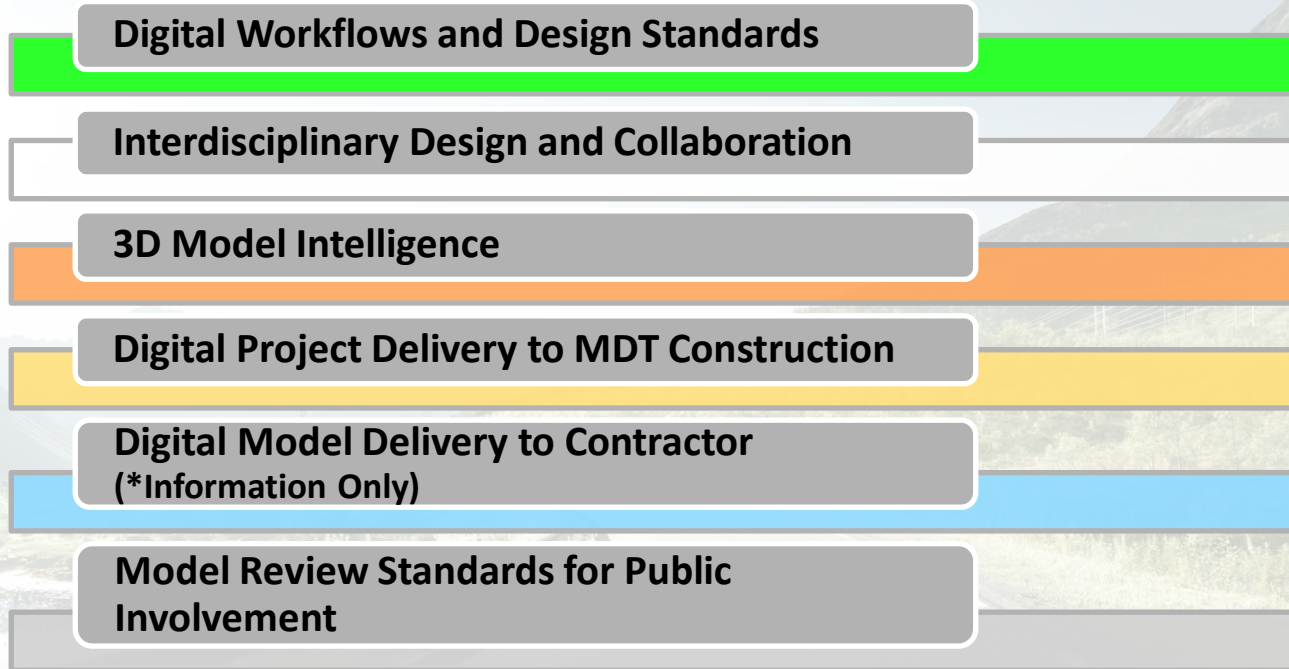 Digital Workflows and Design Standards
Interdisciplinary Design and Collaboration
3D Model Intelligence
Digital Project Delivery to MDT Construction
Digital Model Delivery to Contractor
(*Information Only)
Model Review Standards for Public
Involvement